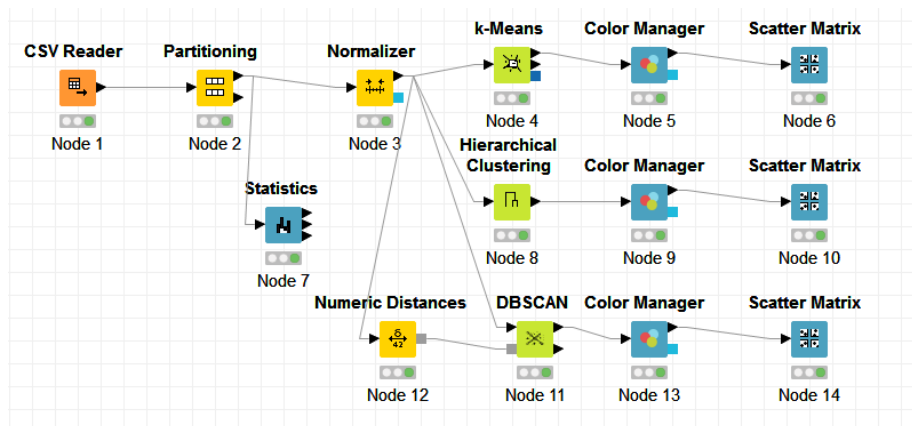 k-Means
Color Manager
Scatter Matrix
CSV Reader
Partitioning
Normalizer
Node 4
Node 5
Node 6
Node 1
Node 2
Node 3
Hierarchical
Clustering
Color Manager
Scatter Matrix
Statistics
Node 8
Node 9
Node 10
Node 7
Numeric Distances
DBSCAN
Color Manager
Scatter Matrix
δ
42
Node 12
Node 11
Node 13
Node 14